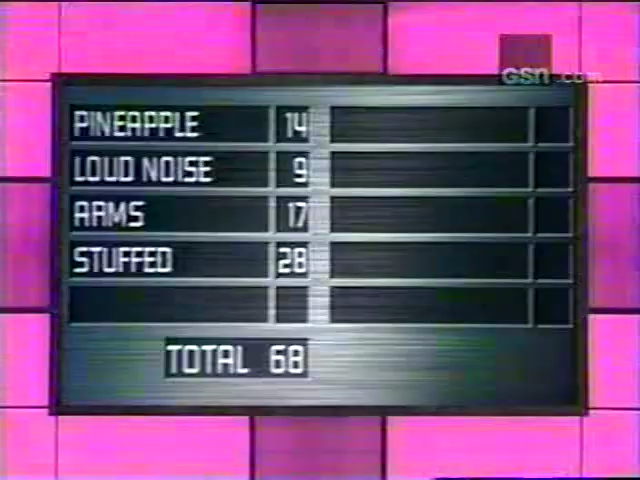 GSN.com
PINEAPPLE 14
LOUD NOISE 9
ARMS 17
STUFFED 28
TOTAL 68